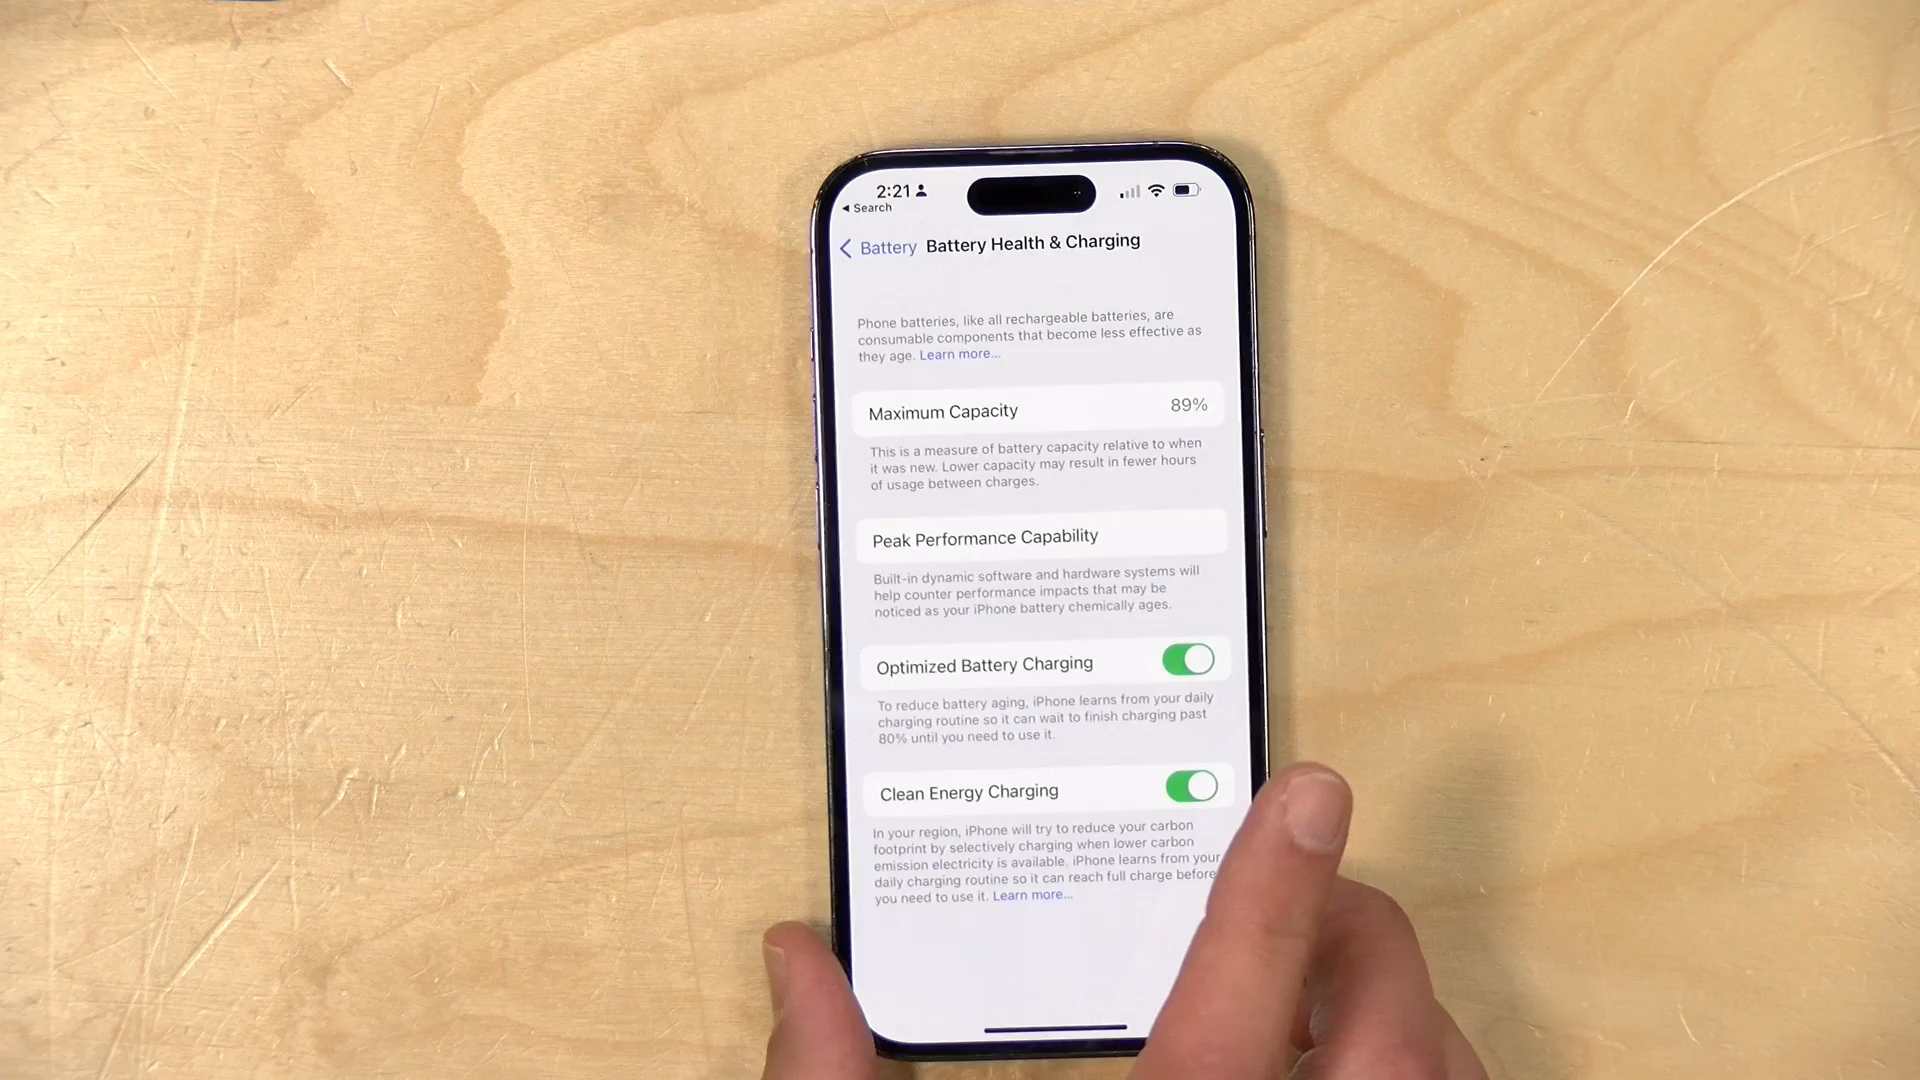 2:21
Search
Battery Battery Health & Charging
Phone batteries, like all rechargeable batteries, are
consumable components that become less effective as
they age. Learn more...
Maximum Capacity 89%
This is a measure of battery capacity relative to when
it was new. Lower capacity may result in fewer hours
of usage between charges.
Peak Performance Capability
Built-in dynamic software and hardware systems will
help counter performance impacts that may be
noticed as your iPhone battery chemically ages.
Optimized Battery Charging
To reduce battery aging, iPhone learns from your daily
charging routine so it can wait to finish charging past
80% until you need to use it.
Clean Energy Charging
In your region, iPhone will try to reduce your carbon
footprint by selectively charging when lower carbon
emission electricity is available. iPhone learns from your
daily charging routine so it can reach full charge before
you need to use it. Learn more...